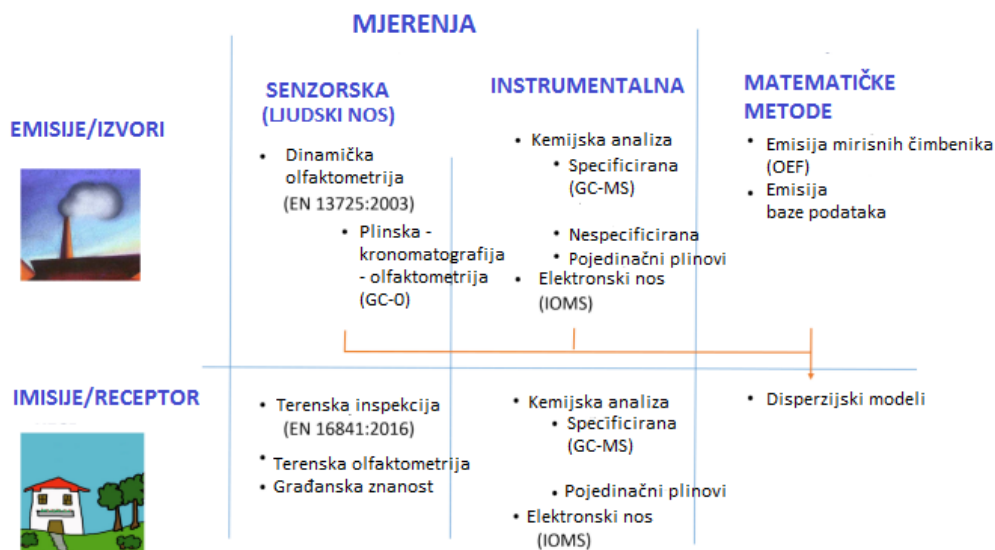 MJERENJA
SENZORSKA
(LJUDSKI NOS)
INSTRUMENTALNA
MATEMATIČKE
METODE
EMISIJE/IZVORI
• Dinamička
olfaktometrija
(EN 13725:2003)
• Plinska -
kronomatografija
- olfaktometrija
(GC-0)
• Kemijska analiza
• Specificirana
(GC-MS)
• Nespecificirana
• Pojedinačni plinovi
• Elektronski nos
(IOMS)
• Emisija mirisnih čimbenika
(OEF)
• Emisija
baze podataka
IMISIJE/RECEPTOR
• Terenska inspekcija
(EN 16841:2016)
• Terenska olfaktometrija
• Građanska znanost
• Kemijska analiza
• Specificirana
(GC-MS)
• Pojedinačni plinovi
• Elektronski nos
(IOMS)
• Disperzijski modeli